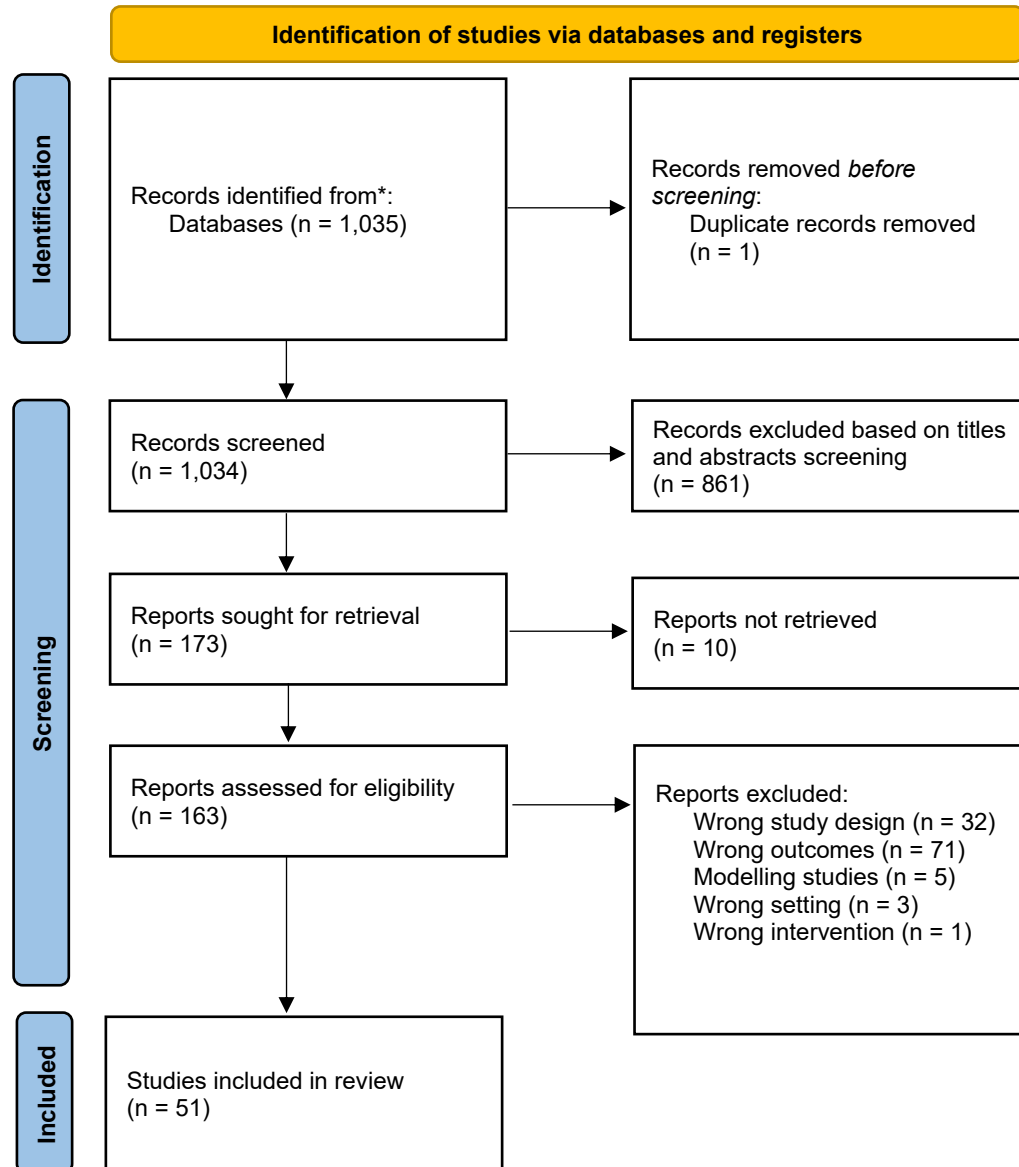 Identification of studies via databases and registers
Identification
Records identified from*:
Databases (n = 1,035)
Records removed before
screening:
Duplicate records removed
(n = 1)
Screening
Records screened
(n = 1,034)
Records excluded based on titles
and abstracts screening
(n = 861)
Reports sought for retrieval
(n = 173)
Reports not retrieved
(n = 10)
Reports assessed for eligibility
(n = 163)
Reports excluded:
Wrong study design (n = 32)
Wrong outcomes (n = 71)
Modelling studies (n = 5)
Wrong setting (n = 3)
Wrong intervention (n = 1)
Included
Studies included in review
(n = 51)